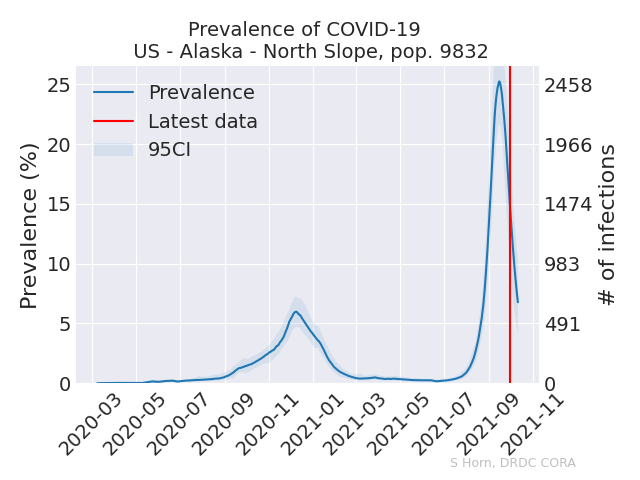 Prevalence of COVID-19
US - Alaska - North Slope, pop. 9832
Prevalence
Latest data
95CI
Prevalence (%)
25
20
15
10
5
0
2458
1966
1474
983
491
0
# of infections
2020-03
2020-05
2020-07
2020-09
2020-11
2021-01
2021-03
2021-05
2021-07
2021-09
2021-11
S Horn, DRDC CORA